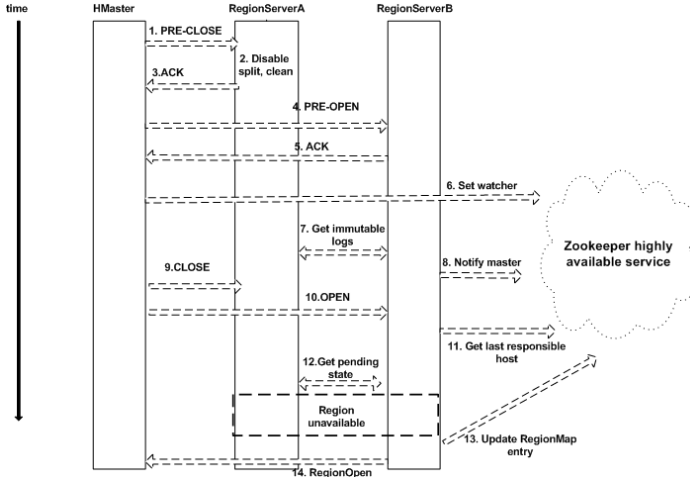 time
HMaster
RegionServerA
RegionServerB
1. PRE-CLOSE
2. Disable
split, clean
3.ACK
4. PRE-OPEN
5. ACK
6. Set watcher
7. Get immutable
logs
Zookeeper highly
available service
8. Notify master
9.CLOSE
10.OPEN
11. Get last responsible
host
12.Get pending
state
Region
unavailable
13. Update RegionMap
entry
14. RegionOpen